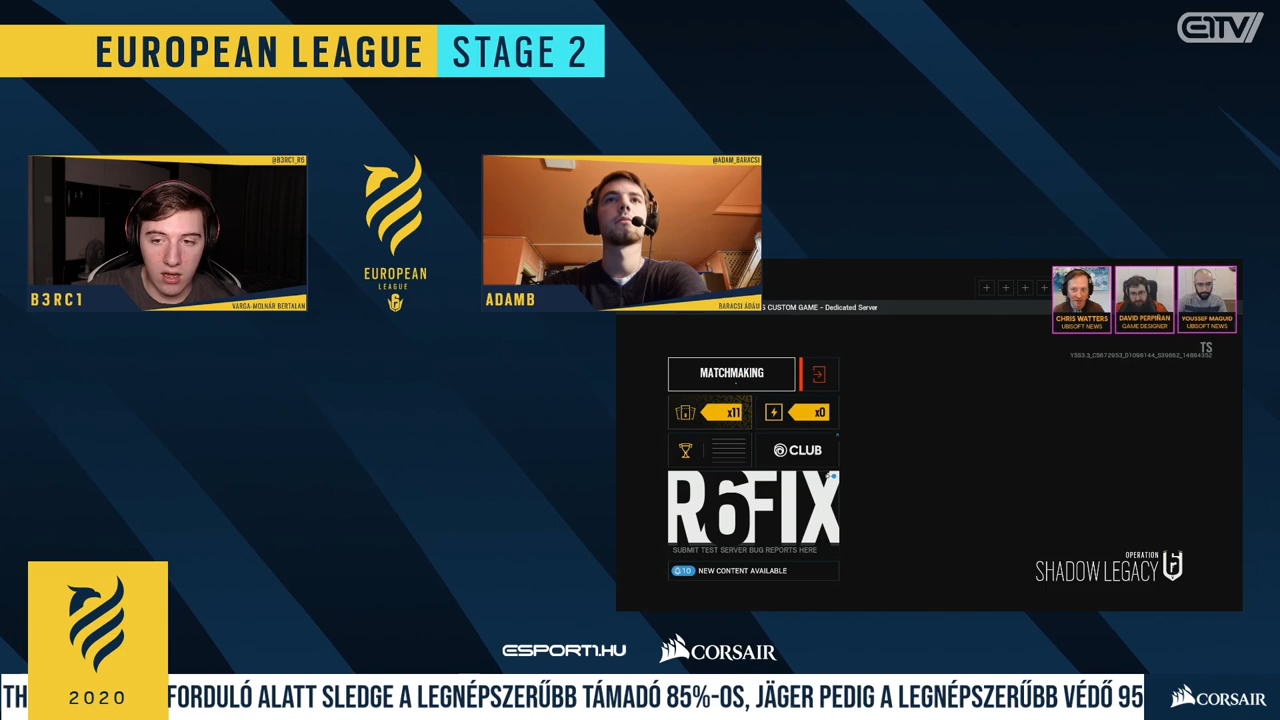 EUROPEAN LEAGUE STAGE 2
@B3RC1_R6
B3RC1
VARGA-MOLNÁR BERTALAN
EUROPEAN
LEAGUE
@ADAM_BARACSI
ADAMB
BARACSI ÁDÁM
S CUSTOM GAME - Dedicated Server
CHRIS WATTERS
UBISOFT NEWS
DAVID PERPIÑAN
GAME DESIGNER
YOUSSEF MAGUID
UBISOFT NEWS
TS
MATCHMAKING
x11
x0
CLUB
R6FIX
SUBMIT TEST SERVER BUG REPORTS HERE
10 NEW CONTENT AVAILABLE
OPERATION
SHADOW LEGACY
ESPORT1.HU
CORSAIR
2020
TH
FORDULÓ ALATT SLEDGE A LEGNÉPSZERŰBB TÁMADÓ 85%-OS, JÄGER PEDIG A LEGNÉPSZERŰBB VÉDŐ 95
CORSAIR